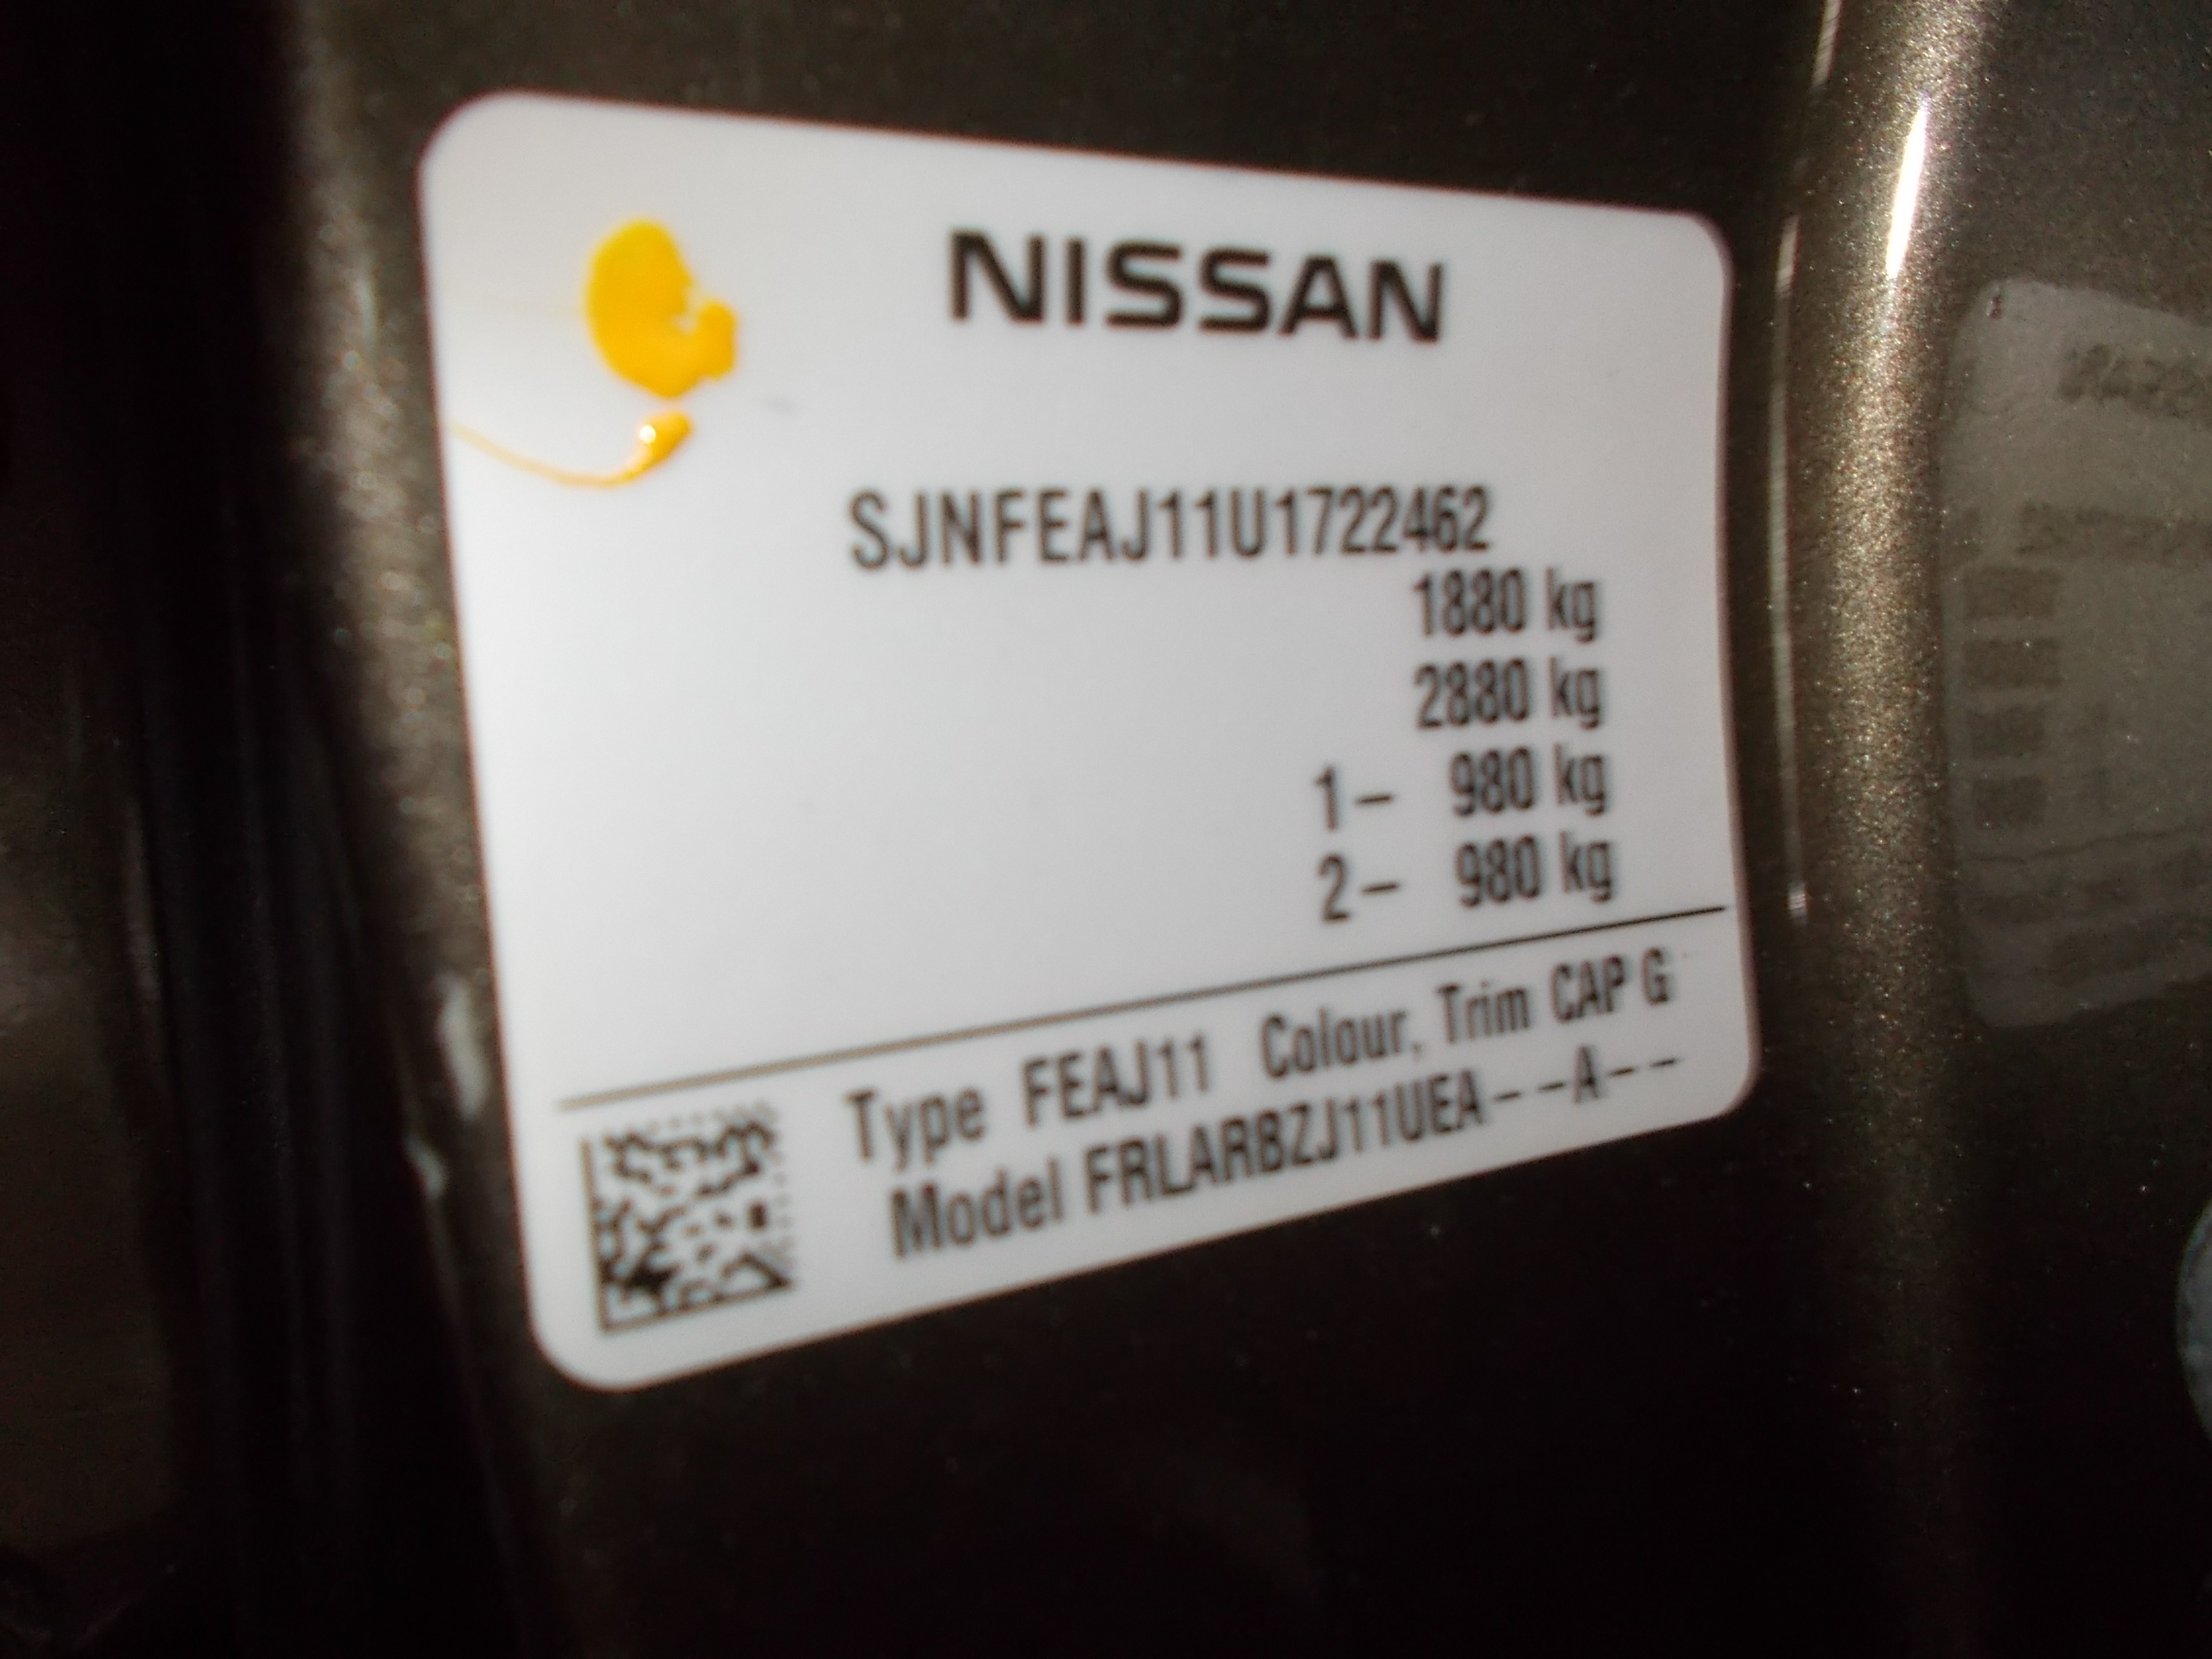 NISSAN
SJNFEAJ11U1722462
1880 kg
2880 kg
1– 980 kg
2– 980 kg
Type FEAJ11 Colour, Trim CAP G
Model FRLARBZJ11UEA––A––